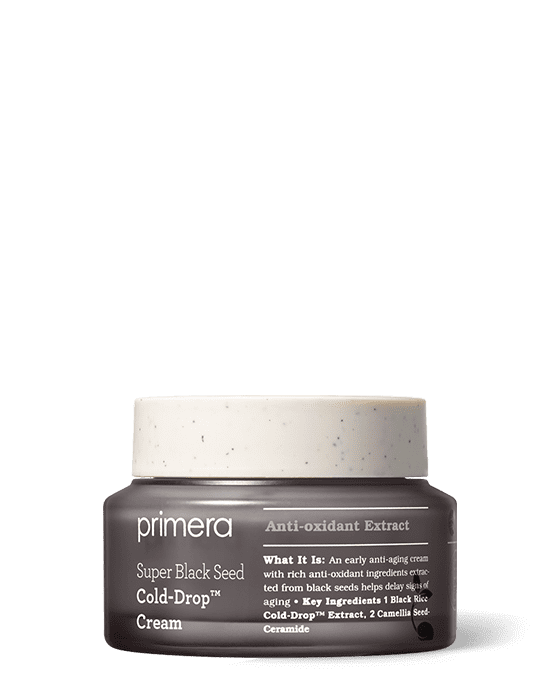 primera
Super Black Seed
Cold-Drop™
Cream
Anti-oxidant Extract
What It Is: An early anti-aging cream
with rich anti-oxidant ingredients extrac-
ted from black seeds helps delay signs of
aging • Key Ingredients 1 Black Rice
Cold-Drop™ Extract, 2 Camellia Seed-
Ceramide